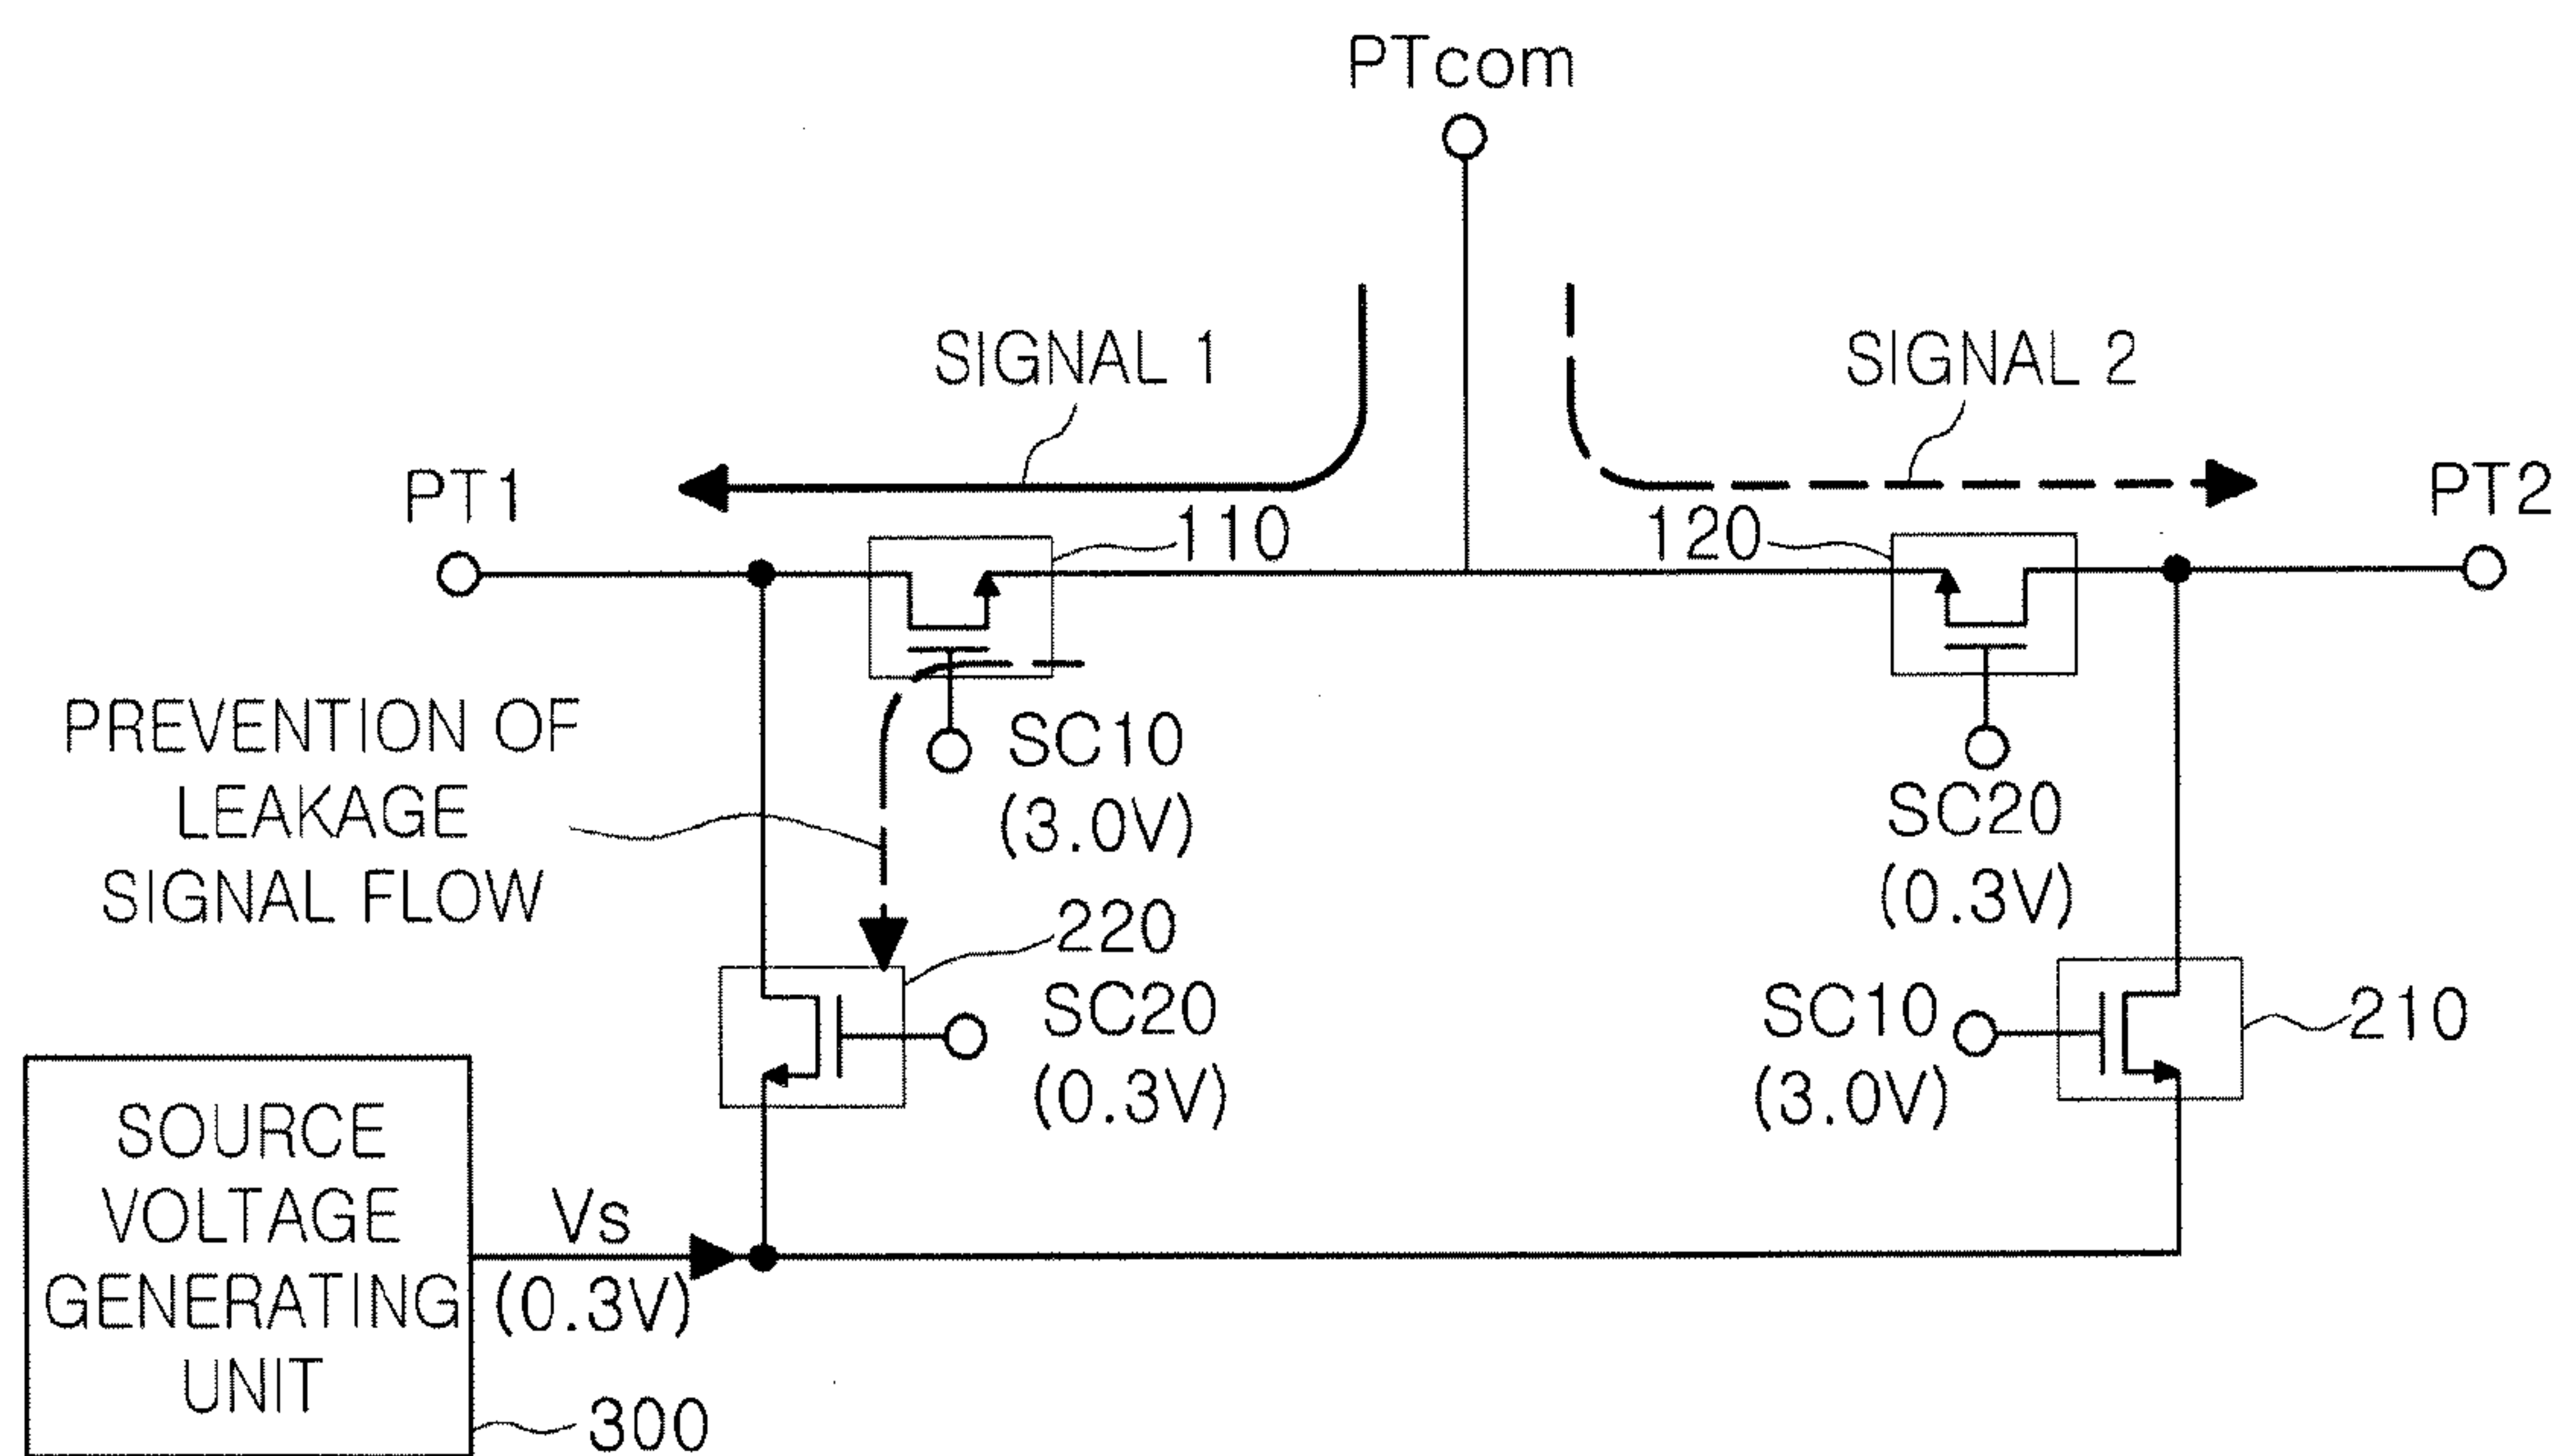 PTcom
SIGNAL 1
SIGNAL 2
PT1
110
120
PT2
PREVENTION OF
LEAKAGE
SIGNAL FLOW
SC10
(3.0V)
SC20
(0.3V)
220
SC20
(0.3V)
SC10
(3.0V)
210
SOURCE
VOLTAGE
GENERATING
UNIT
Vs
(0.3V)
300